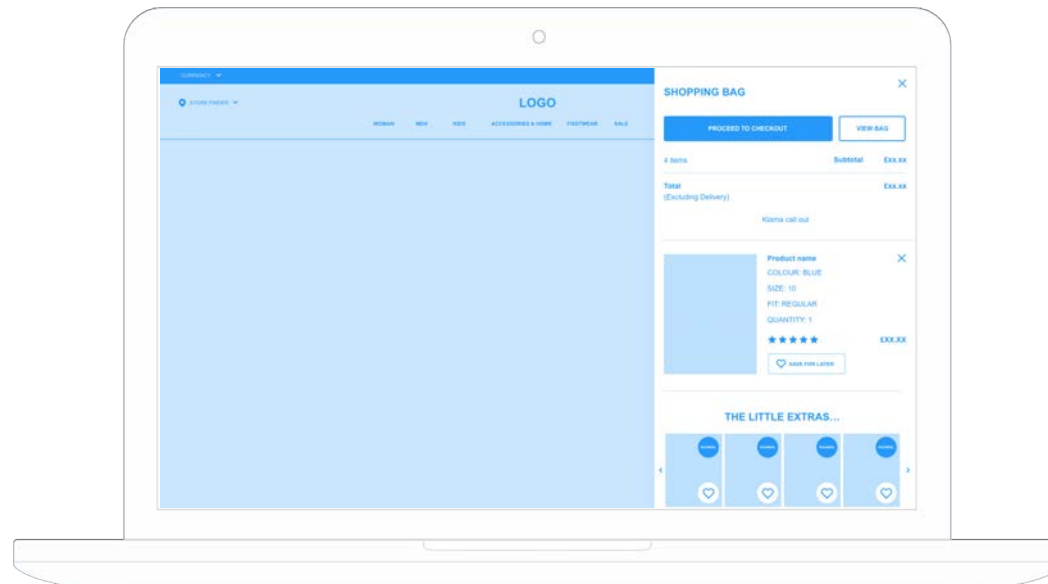 CURRENCY
STORE FINDER
LOGO
WOMAN MEN KIDS ACCESSORIES & HOME FOOTWEAR SALE
SHOPPING BAG
PROCEED TO CHECKOUT
VIEW BAG
4 items Subtotal £xx.xx
Total £xx.xx
(Excluding Delivery)
Klarna call out
Product name
COLOUR: BLUE
SIZE: 10
FIT: REGULAR
QUANTITY: 1
£XX.XX
SAVE FOR LATER
THE LITTLE EXTRAS...